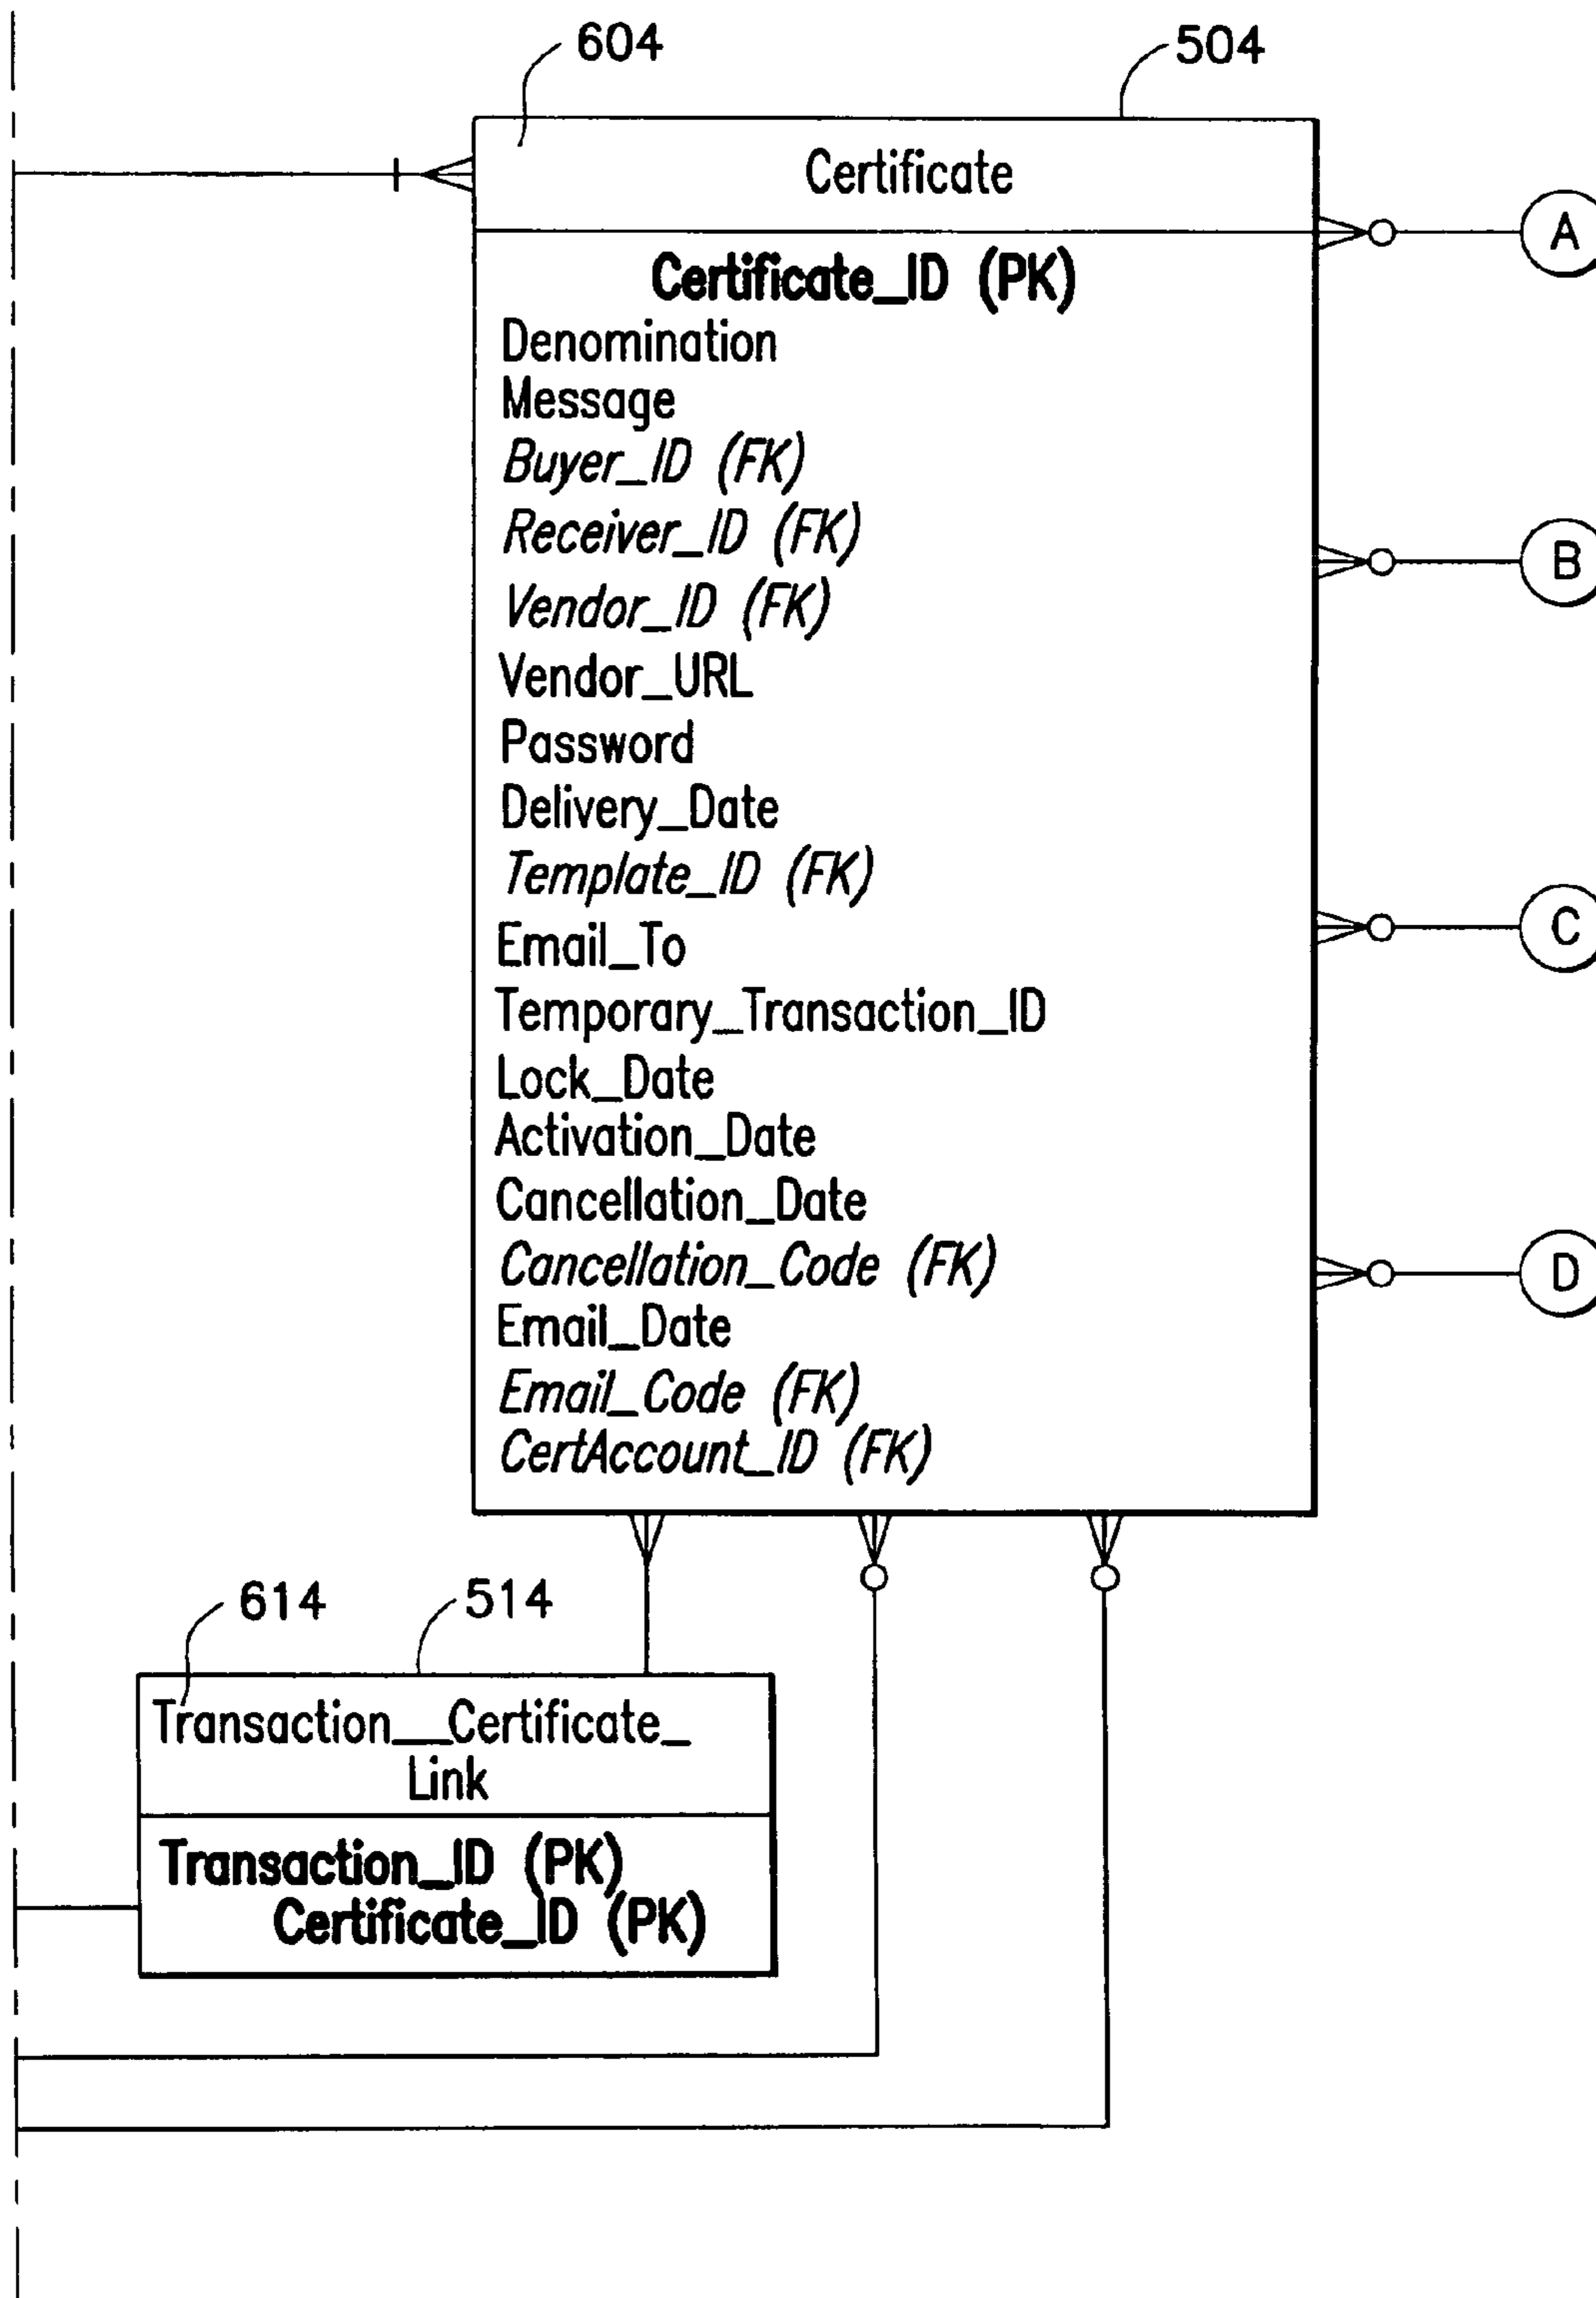 604
504
Certificate
A
Certificate_ID (PK)
Denomination
Message
Buyer_ID (FK)
Receiver_ID (FK)
B
Vendor_ID (FK)
Vendor_URL
Password
Delivery_Date
Template_ID (FK)
C
Email_To
Temporary_Transaction_ID
Lock_Date
Activation_Date
Cancellation_Date
Cancellation_Code (FK)
D
Email_Date
Email_Code (FK)
CertAccount_ID (FK)
614
514
Transaction__Certificate_
Link
Transaction_ID (PK)
Certificate_ID (PK)